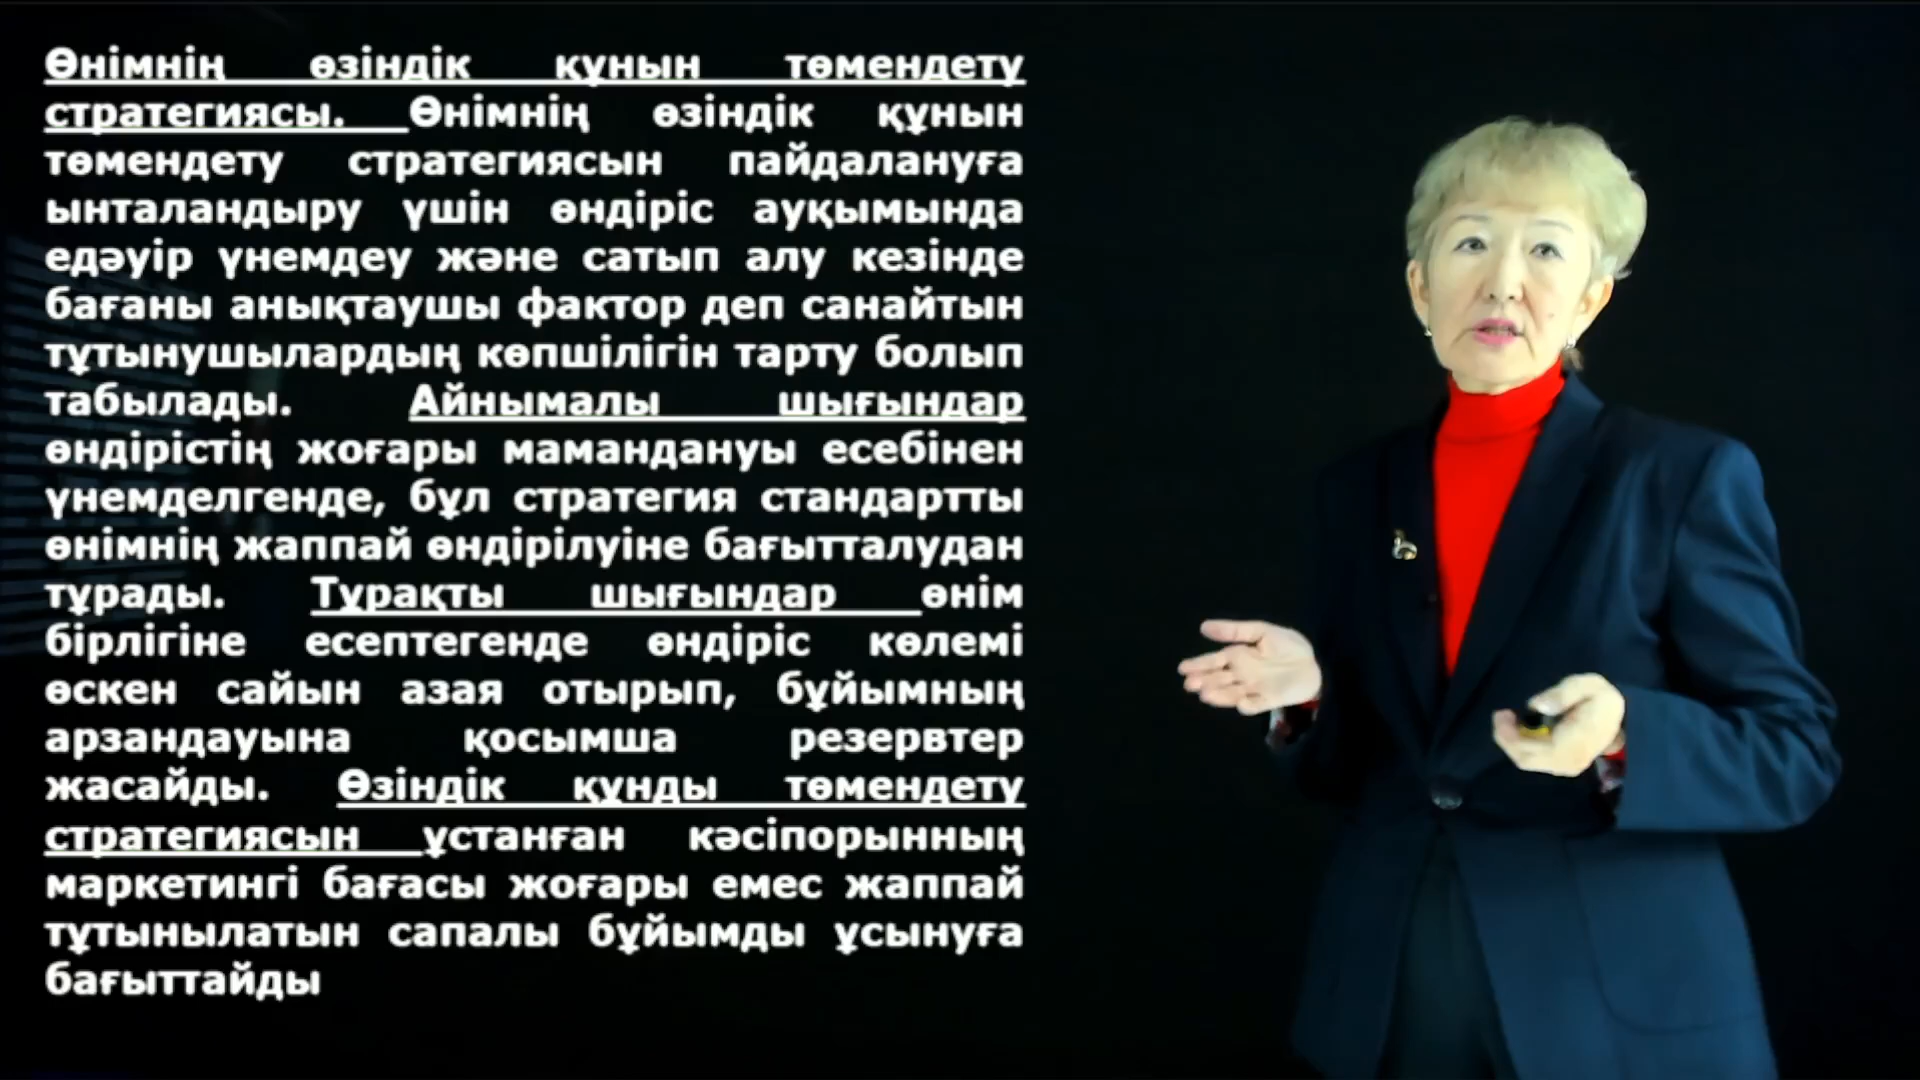 Өнімнің өзіндік құнын төмендету
стратегиясы. Өнімнің өзіндік құнын
төмендету стратегиясын пайдалануға
ынталандыру үшін өндіріс ауқымында
едәуір үнемдеу және сатып алу кезінде
бағаны анықтаушы фактор деп санайтын
тұтынушылардың көпшілігін тарту болып
табылады. Айнымалы шығындар
өндірістің жоғары мамандануы есебінен
үнемделгенде, бұл стратегия стандартты
өнімнің жаппай өндірілуіне бағытталудан
тұрады. Тұрақты шығындар өнім
бірлігіне есептегенде өндіріс көлемі
өскен сайын азая отырып, бұйымның
арзандауына қосымша резервтер
жасайды. Өзіндік құнды төмендету
стратегиясын ұстанған кәсіпорынның
маркетингі бағасы жоғары емес жаппай
тұтынылатын сапалы бұйымды ұсынуға
бағыттайды